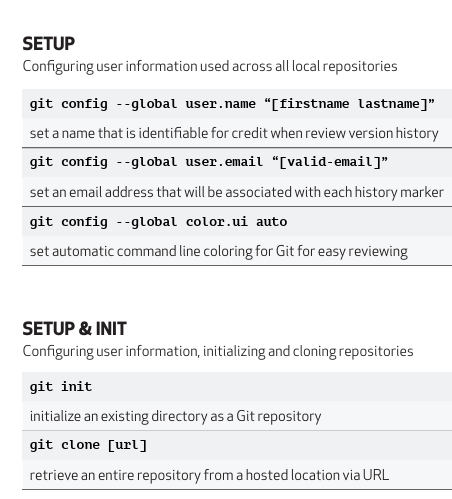 SETUP
Configuring user information used across all local repositories
git config --global user.name “[firstname lastname]”
set a name that is identifiable for credit when review version history
git config --global user.email “[valid-email]”
set an email address that will be associated with each history marker
git config --global color.ui auto
set automatic command line coloring for Git for easy reviewing
SETUP & INIT
Configuring user information, initializing and cloning repositories
git init
initialize an existing directory as a Git repository
git clone [url]
retrieve an entire repository from a hosted location via URL